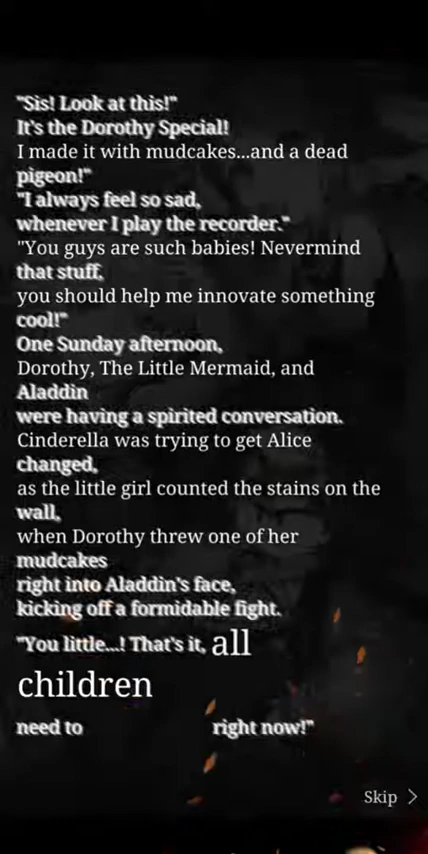 "Sis! Look at this!"
It's the Dorothy Special!
I made it with mudcakes...and a dead
pigeon!"
"I always feel so sad,
whenever I play the recorder."
"You guys are such babies! Nevermind
that stuff,
you should help me innovate something
cool!"
One Sunday afternoon,
Dorothy, The Little Mermaid, and
Aladdin
were having a spirited conversation.
Cinderella was trying to get Alice
changed,
as the little girl counted the stains on the
wall,
when Dorothy threw one of her
mudcakes
right into Aladdin's face,
kicking off a formidable fight.
"You little...! That's it, all
children
need to right now!"
Skip >